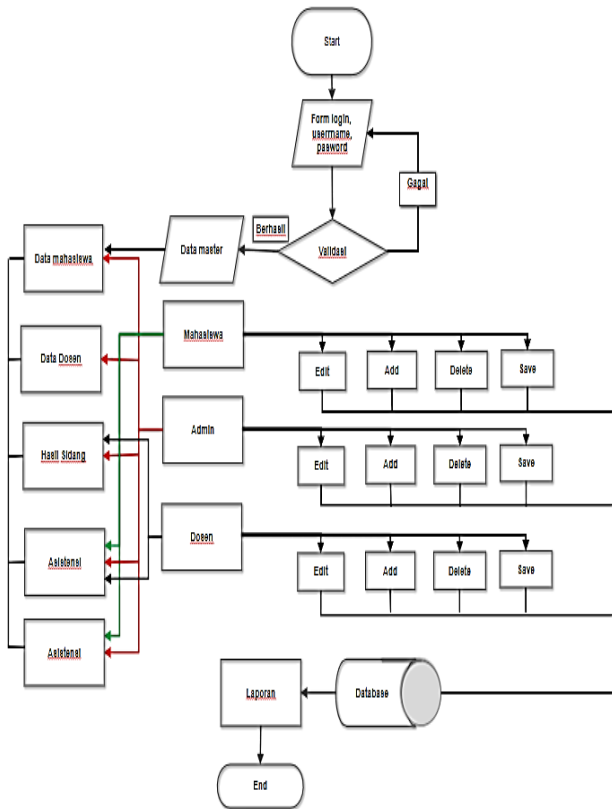 Start
Form login,
username,
pasword
Gagal
Berhasil
Validasi
Data master
Data mahasiswa
Mahasiswa
Edit
Add
Delete
Save
Data Dosen
Admin
Edit
Add
Delete
Save
Hasil Sidang
Dosen
Edit
Add
Delete
Save
Asistensi
Asistensi
Laporan
Database
End